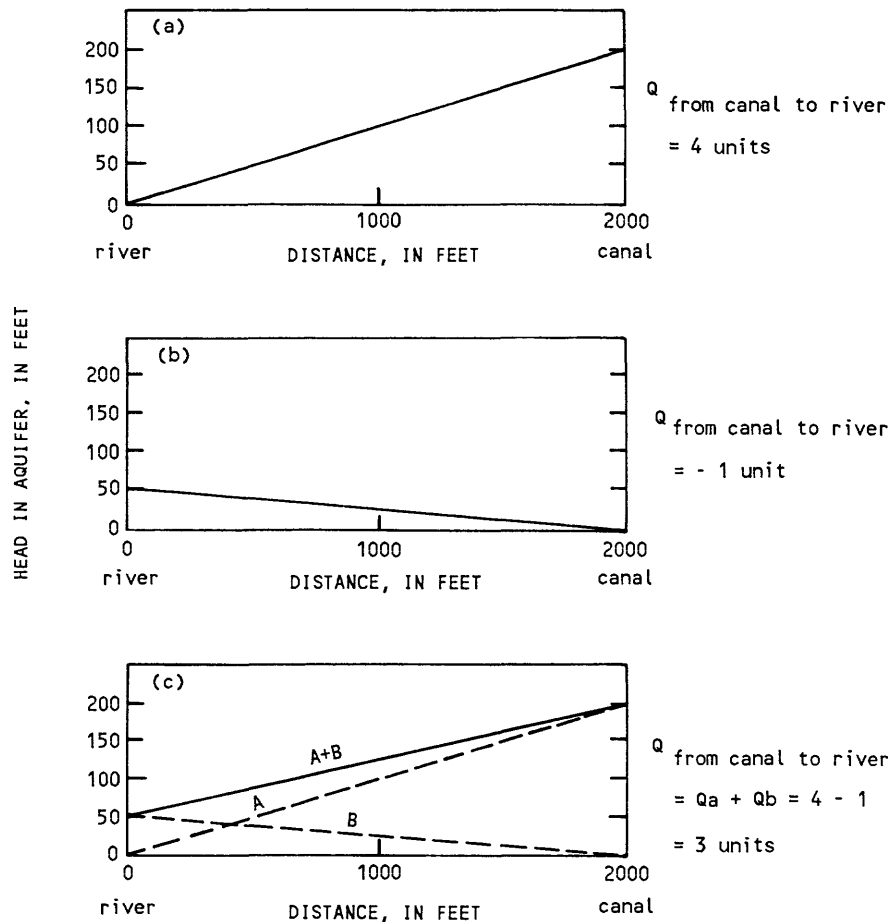 HEAD IN AQUIFER, IN FEET
(a)
200
150
100
50
0
0 1000 2000
river DISTANCE, IN FEET canal
Q from canal to river
= 4 units
(b)
200
150
100
50
0
0 1000 2000
river DISTANCE, IN FEET canal
Q from canal to river
= - 1 unit
(c)
200
150
100
50
0
A+B
A
B
0 1000 2000
river DISTANCE, IN FEET canal
Q from canal to river
= Qa + Qb = 4 - 1
= 3 units